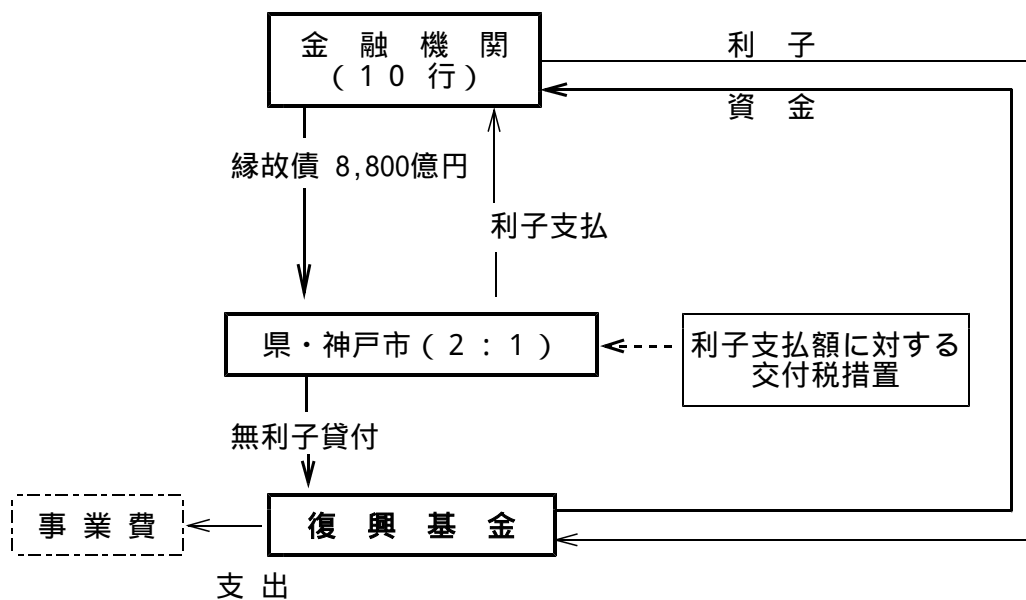 金 融 機 関
(10 行)
利 子
資 金
縁故債 8,800億円
利子支払
県・神戸市(2:1)
利子支払額に対する
交付税措置
無利子貸付
事 業 費
復 興 基 金
支 出